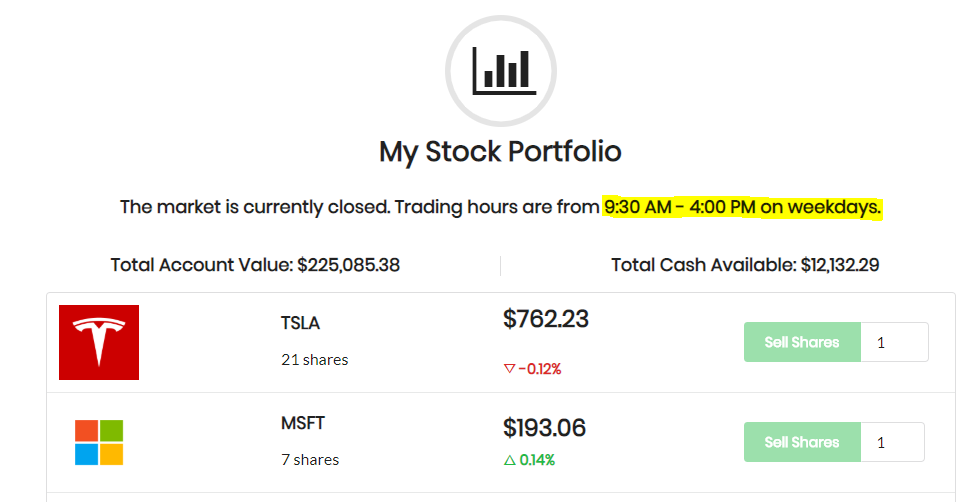 My Stock Portfolio
The market is currently closed. Trading hours are from 9:30 AM - 4:00 PM on weekdays.
Total Account Value: $225,085.38
Total Cash Available: $12,132.29
TSLA
21 shares
$762.23
-0.12%
Sell Shares
1
MSFT
7 shares
$193.06
0.14%
Sell Shares
1